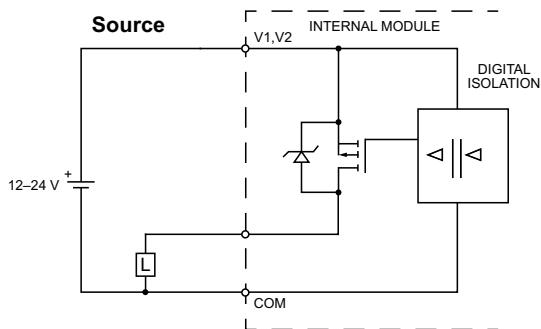 Source
INTERNAL MODULE
V1,V2
DIGITAL
ISOLATION
+
12–24 V
L
COM